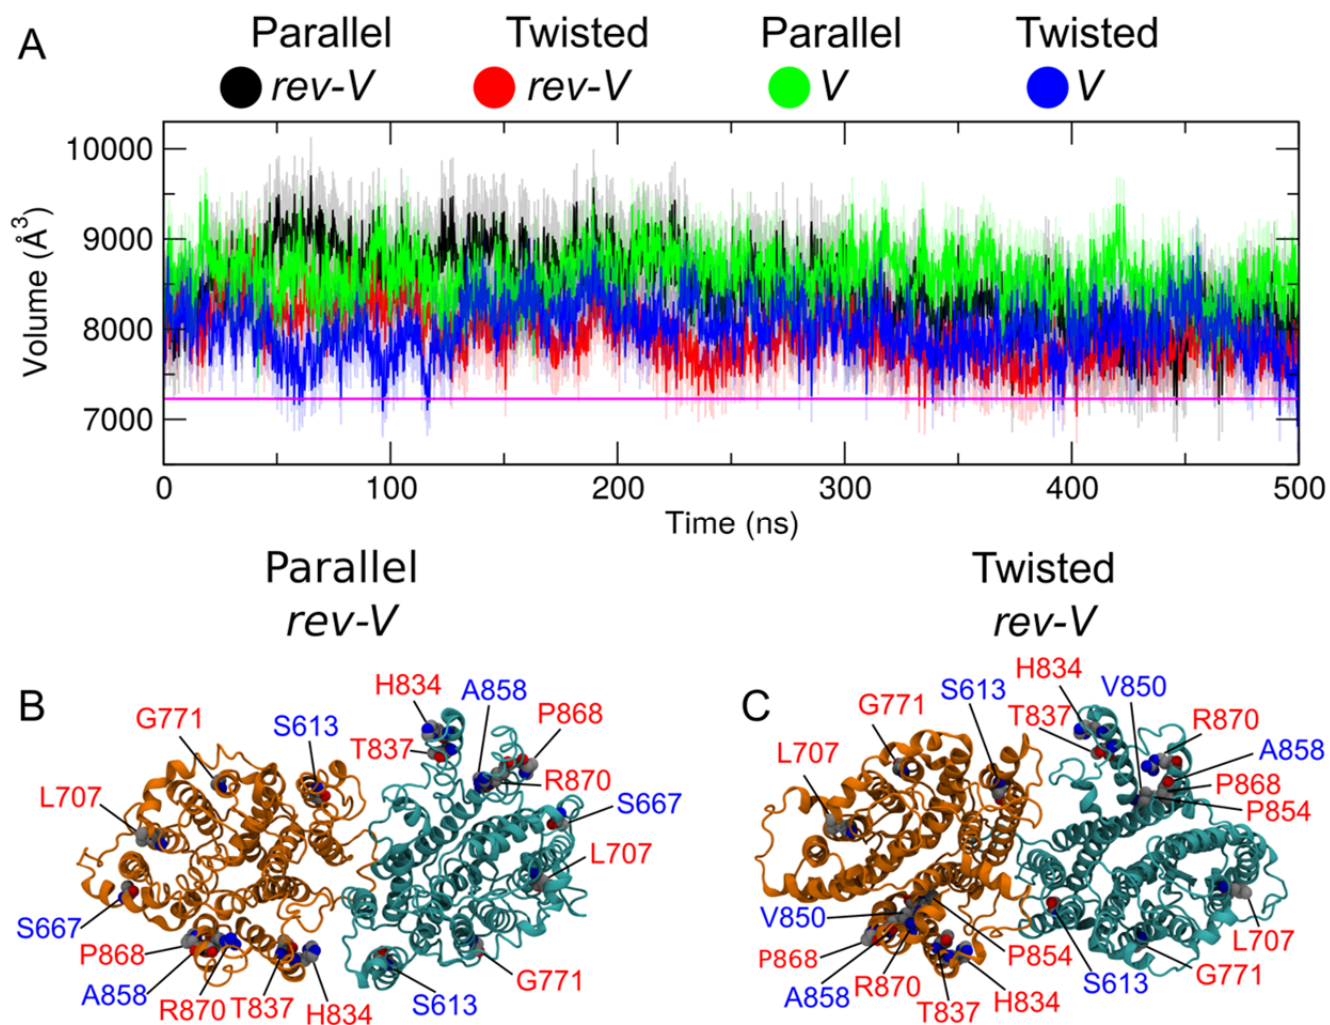 A
Parallel Twisted Parallel Twisted
rev-V rev-V V V
Volume (Å³)
10000
9000
8000
7000
0 100 200 300 400 500
Time (ns)
Parallel
rev-V
Twisted
rev-V
B
H834
A858
P868
G771
S613
T837
R870
L707
S667
L707
S667
P868
A858
R870
T837
H834
S613
G771
C
H834
S613
V850
G771
T837
R870
L707
A858
P868
P854
V850
P868
A858
R870
T837
H834
P854
S613
G771
L707